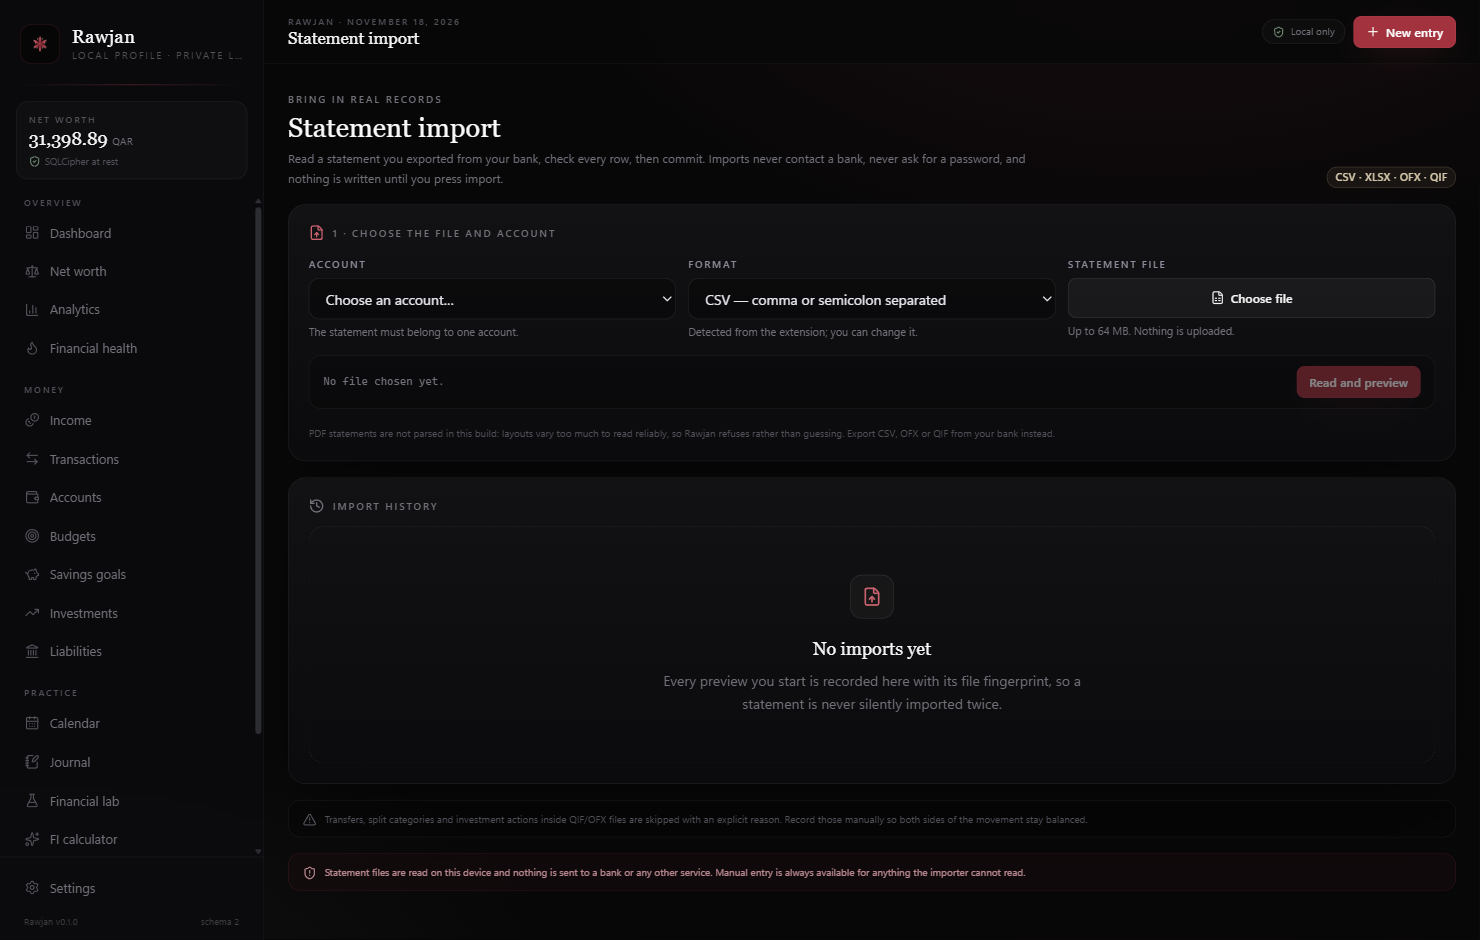 Rawjan
LOCAL PROFILE · PRIVATE L...
NET WORTH
31,398.89 QAR
SQLCipher at rest
OVERVIEW
Dashboard
Net worth
Analytics
Financial health
MONEY
Income
Transactions
Accounts
Budgets
Savings goals
Investments
Liabilities
PRACTICE
Calendar
Journal
Financial lab
FI calculator
Settings
Rawjan v0.1.0
schema 2
RAWJAN · NOVEMBER 18, 2026
Statement import
Local only
New entry
BRING IN REAL RECORDS
Statement import
Read a statement you exported from your bank, check every row, then commit. Imports never contact a bank, never ask for a password, and
nothing is written until you press import.
CSV · XLSX · OFX · QIF
1 · CHOOSE THE FILE AND ACCOUNT
ACCOUNT
Choose an account...
The statement must belong to one account.
FORMAT
CSV — comma or semicolon separated
Detected from the extension; you can change it.
STATEMENT FILE
Choose file
Up to 64 MB. Nothing is uploaded.
No file chosen yet.
Read and preview
PDF statements are not parsed in this build: layouts vary too much to read reliably, so Rawjan refuses rather than guessing. Export CSV, OFX or QIF from your bank instead.
IMPORT HISTORY
No imports yet
Every preview you start is recorded here with its file fingerprint, so a
statement is never silently imported twice.
Transfers, split categories and investment actions inside QIF/OFX files are skipped with an explicit reason. Record those manually so both sides of the movement stay balanced.
Statement files are read on this device and nothing is sent to a bank or any other service. Manual entry is always available for anything the importer cannot read.